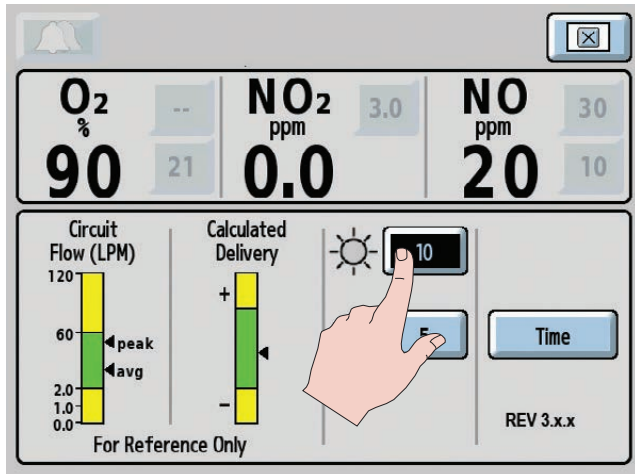 O2
%
90
--
21
NO2
ppm
0.0
3.0
NO
ppm
20
30
10
Circuit
Flow (LPM)
120
60
2.0
1.0
0.0
peak
avg
Calculated
Delivery
+
−
For Reference Only
10
Time
REV 3.x.x